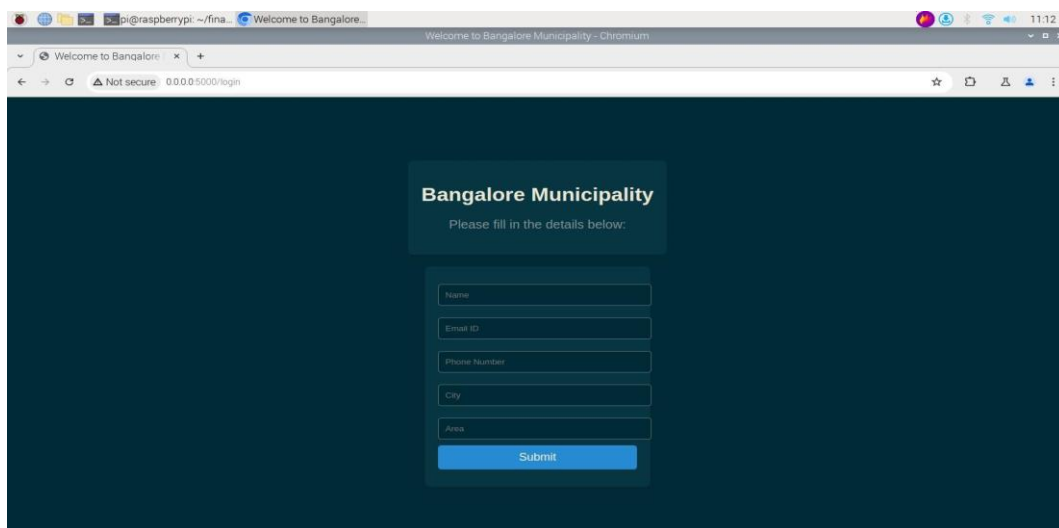 pi@raspberrypi: ~/fina... Welcome to Bangalore... 11:12
Welcome to Bangalore Municipality - Chromium
Welcome to Bangalore
Not secure 0.0.0.0:5000/login
Bangalore Municipality
Please fill in the details below:
Name
Email ID
Phone Number
City
Area
Submit